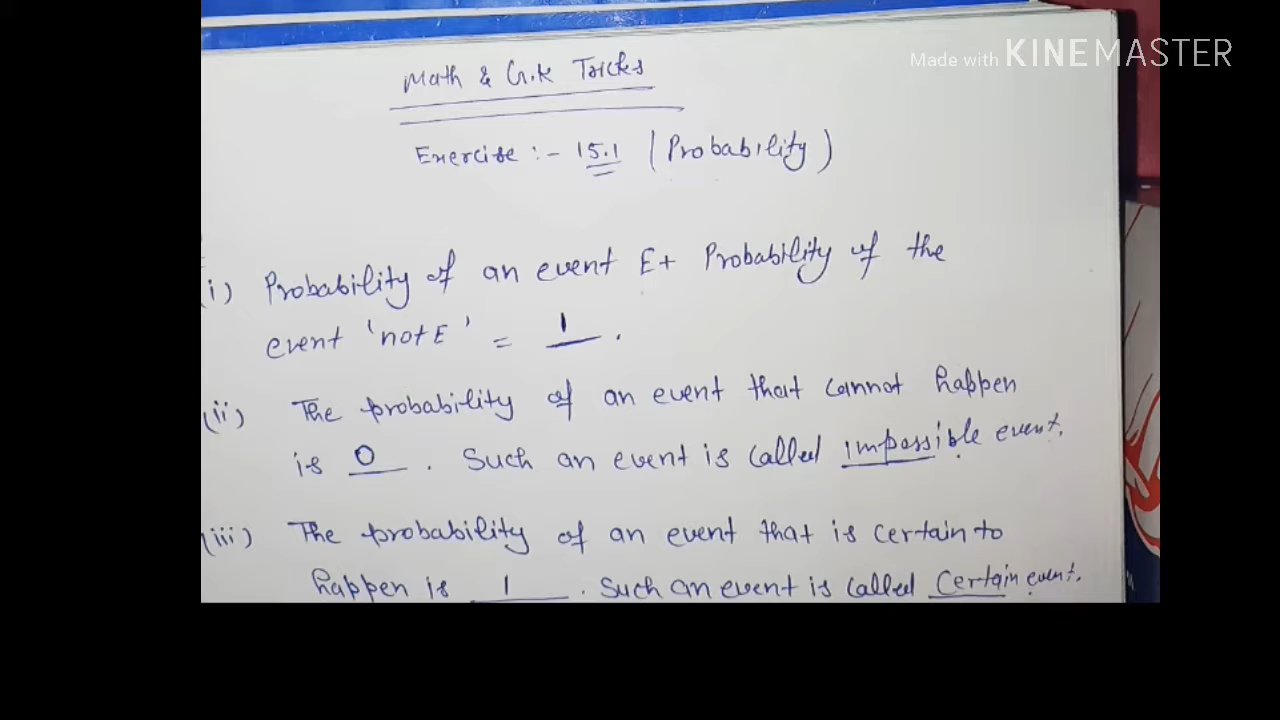 Made with KINEMASTER
Math & G.K Tricks
Exercise :- 15.1 (Probability)
(i) Probability of an event E+ Probability of the
event 'not E' = 1 .
(ii) The probability of an event that cannot happen
is 0 . Such an event is called impossible event.
(iii) The probability of an event that is certain to
happen is 1 . Such an event is called Certain event.